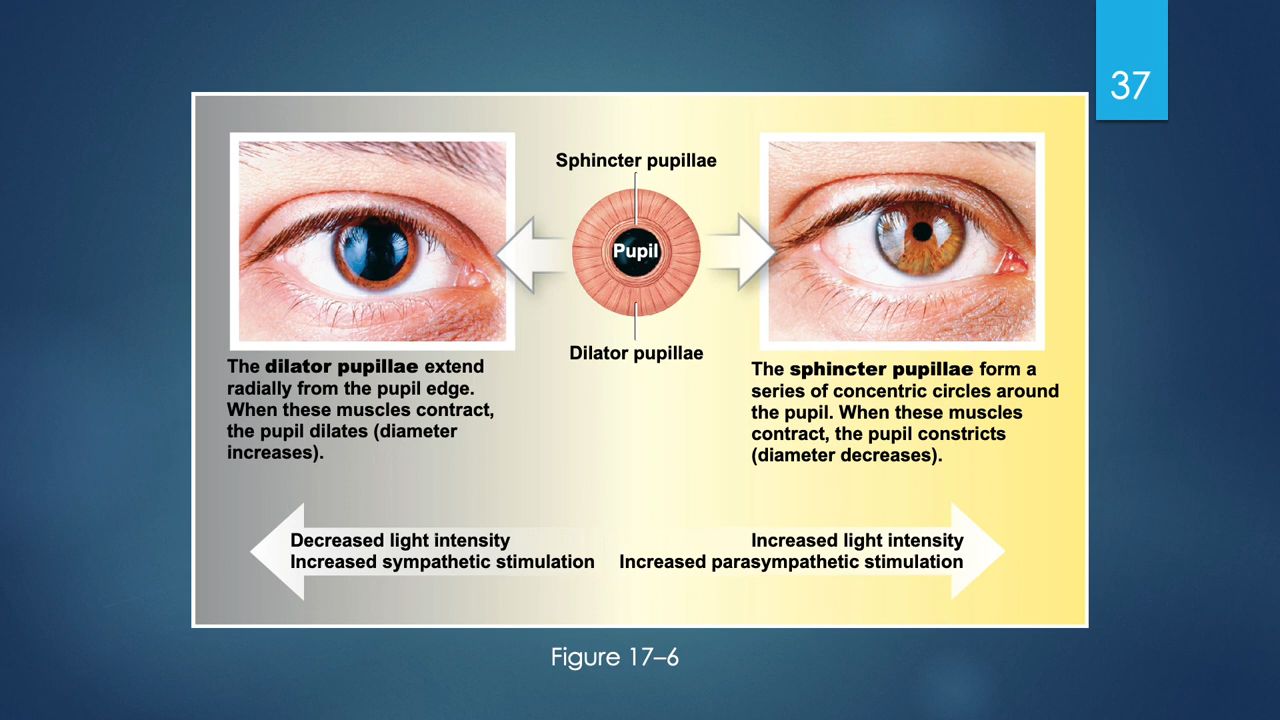 37
Sphincter pupillae
Pupil
Dilator pupillae
The dilator pupillae extend
radially from the pupil edge.
When these muscles contract,
the pupil dilates (diameter
increases).
The sphincter pupillae form a
series of concentric circles around
the pupil. When these muscles
contract, the pupil constricts
(diameter decreases).
Decreased light intensity
Increased sympathetic stimulation
Increased light intensity
Increased parasympathetic stimulation
Figure 17–6